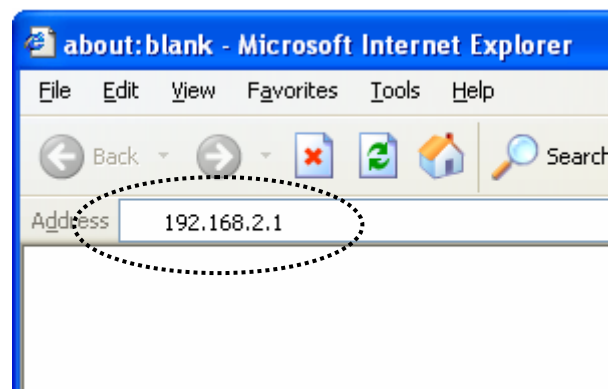 about:blank - Microsoft Internet Explorer
File Edit View Favorites Tools Help
Back Search
Address 192.168.2.1